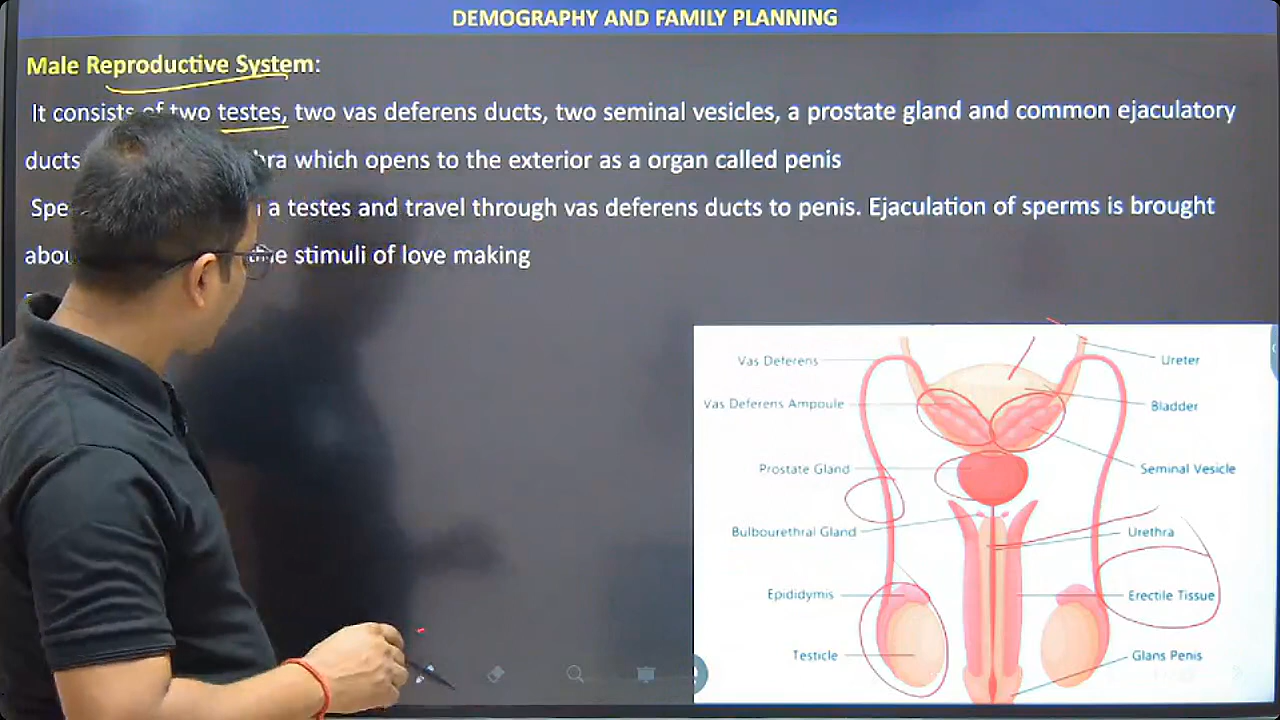 DEMOGRAPHY AND FAMILY PLANNING
Male Reproductive System:
It consists of two testes, two vas deferens ducts, two seminal vesicles, a prostate gland and common ejaculatory
ducts which opens to the exterior as a organ called penis
a testes and travel through vas deferens ducts to penis. Ejaculation of sperms is brought
the stimuli of love making
Vas Deferens
Ureter
Vas Deferens Ampoule
Bladder
Prostate Gland
Seminal Vesicle
Bulbourethral Gland
Urethra
Epididymis
Erectile Tissue
Testicle
Glans Penis